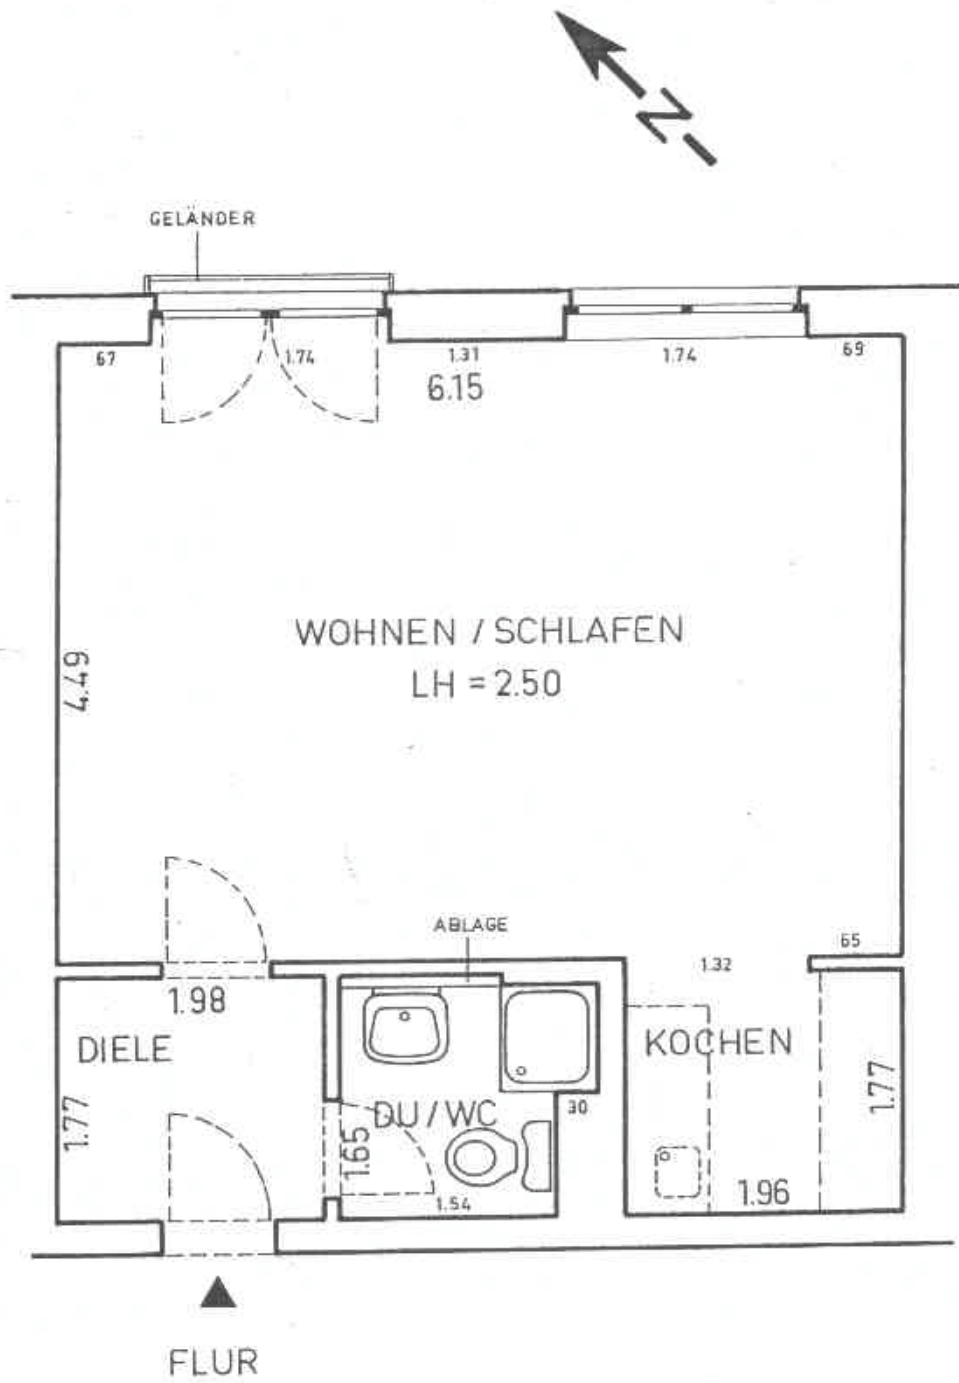 N
GELÄNDER
67
1.74
1.31
1.74
69
6.15
WOHNEN / SCHLAFEN
LH = 2.50
4.49
ABLAGE
65
1.32
1.98
DIELE
KOCHEN
1.77
DU/WC
30
1.77
1.65
1.54
1.96
FLUR